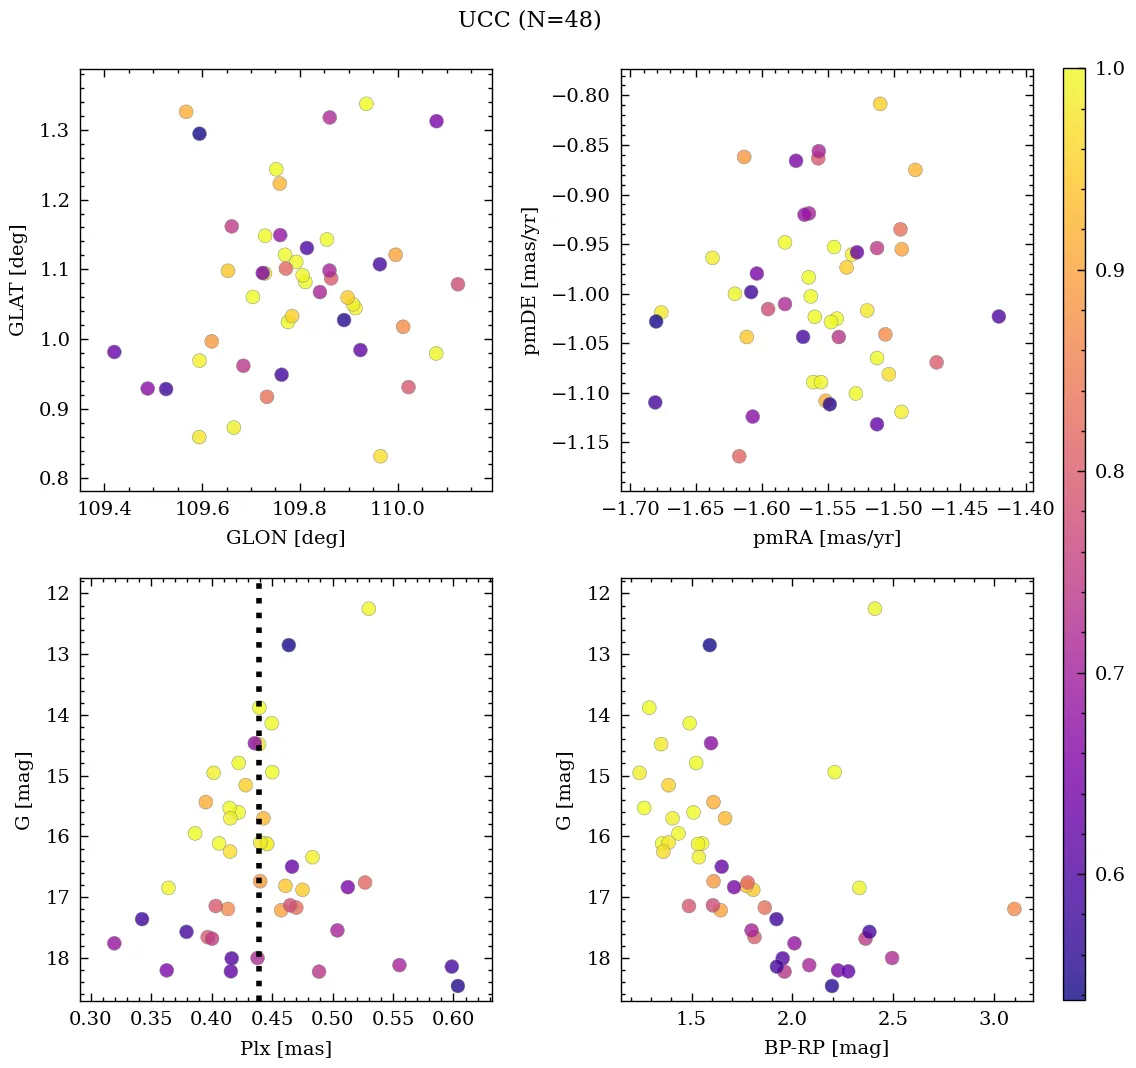 UCC (N=48)
1.3
1.2
1.1
1.0
0.9
0.8
GLAT [deg]
109.4 109.6 109.8 110.0
GLON [deg]
−0.80
−0.85
−0.90
−0.95
−1.00
−1.05
−1.10
−1.15
pmDE [mas/yr]
−1.70 −1.65 −1.60 −1.55 −1.50 −1.45 −1.40
pmRA [mas/yr]
1.0
0.9
0.8
0.7
0.6
12
13
14
15
16
17
18
G [mag]
0.30 0.35 0.40 0.45 0.50 0.55 0.60
Plx [mas]
12
13
14
15
16
17
18
G [mag]
1.5 2.0 2.5 3.0
BP-RP [mag]